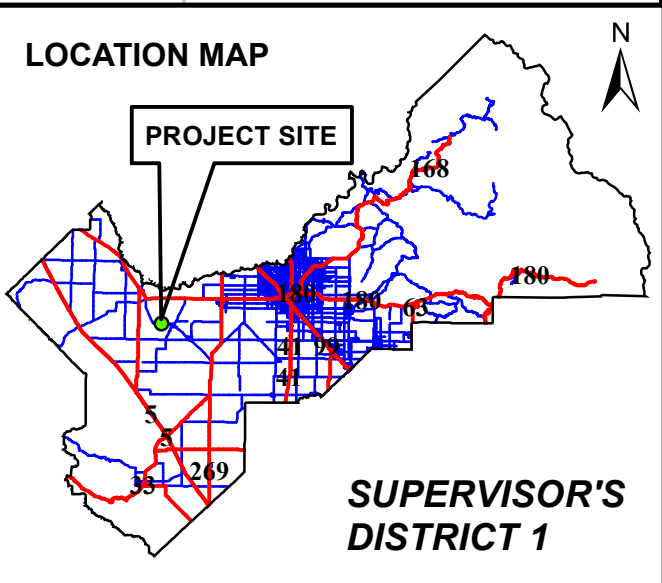 LOCATION MAP
N
PROJECT SITE
168
180
180
180
63
41
99
41
5
5
33
269
SUPERVISOR'S
DISTRICT 1